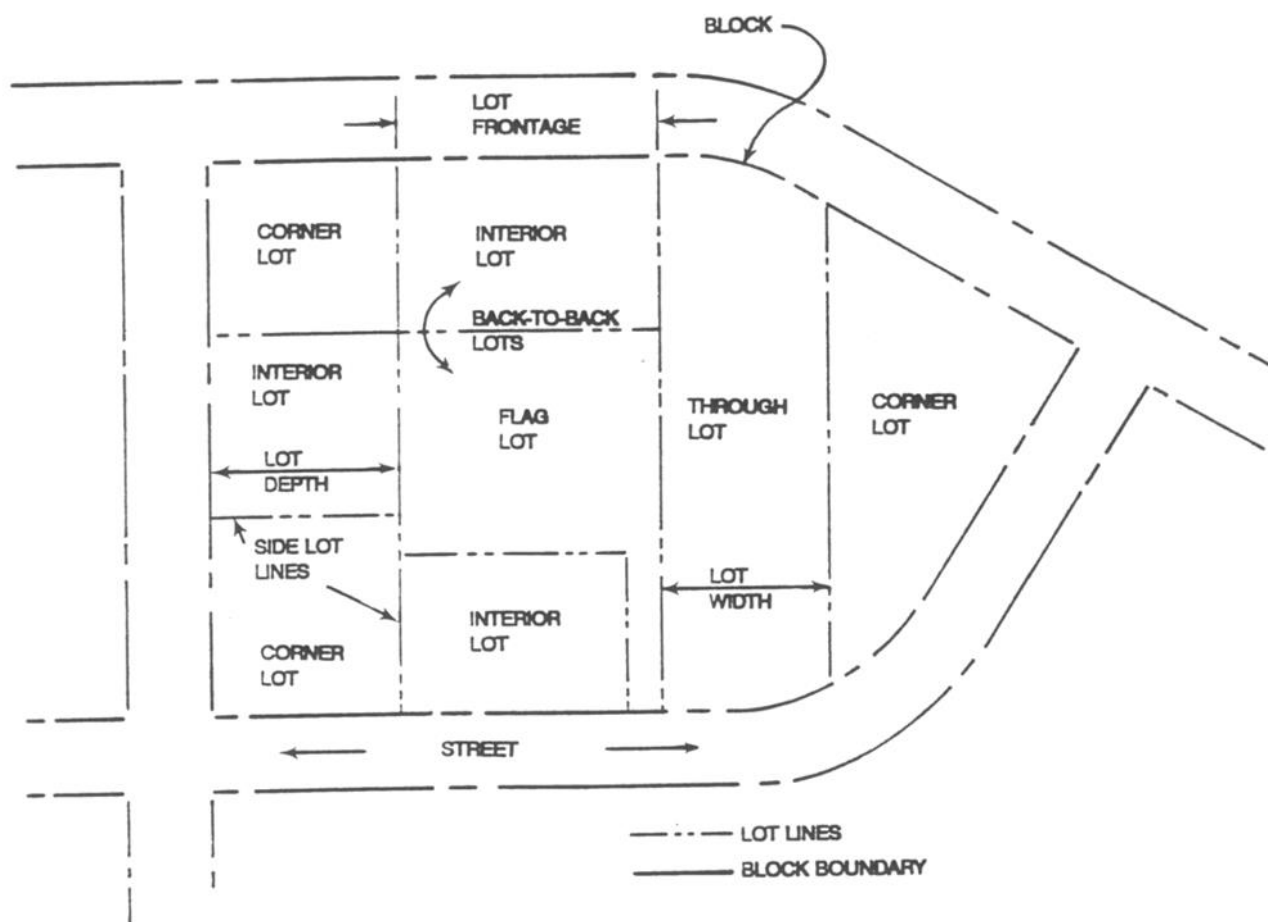 BLOCK
LOT
FRONTAGE
CORNER
LOT
INTERIOR
LOT
BACK-TO-BACK
LOTS
INTERIOR
LOT
FLAG
LOT
THROUGH
LOT
CORNER
LOT
LOT
DEPTH
SIDE LOT
LINES
LOT
WIDTH
INTERIOR
LOT
CORNER
LOT
STREET
LOT LINES
BLOCK BOUNDARY